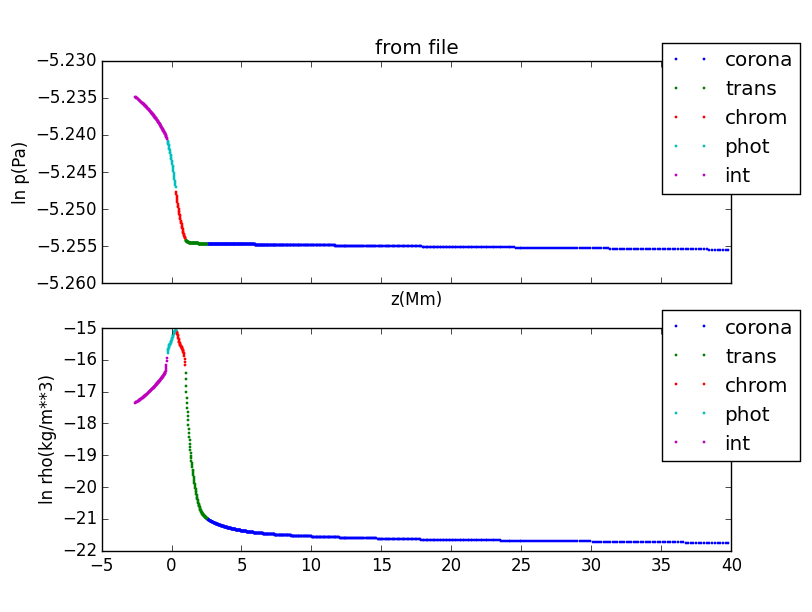 from file
ln p(Pa)
−5.230
−5.235
−5.240
−5.245
−5.250
−5.255
−5.260
corona
trans
chrom
phot
int
z(Mm)
ln rho(kg/m**3)
−15
−16
−17
−18
−19
−20
−21
−22
corona
trans
chrom
phot
int
−5 0 5 10 15 20 25 30 35 40